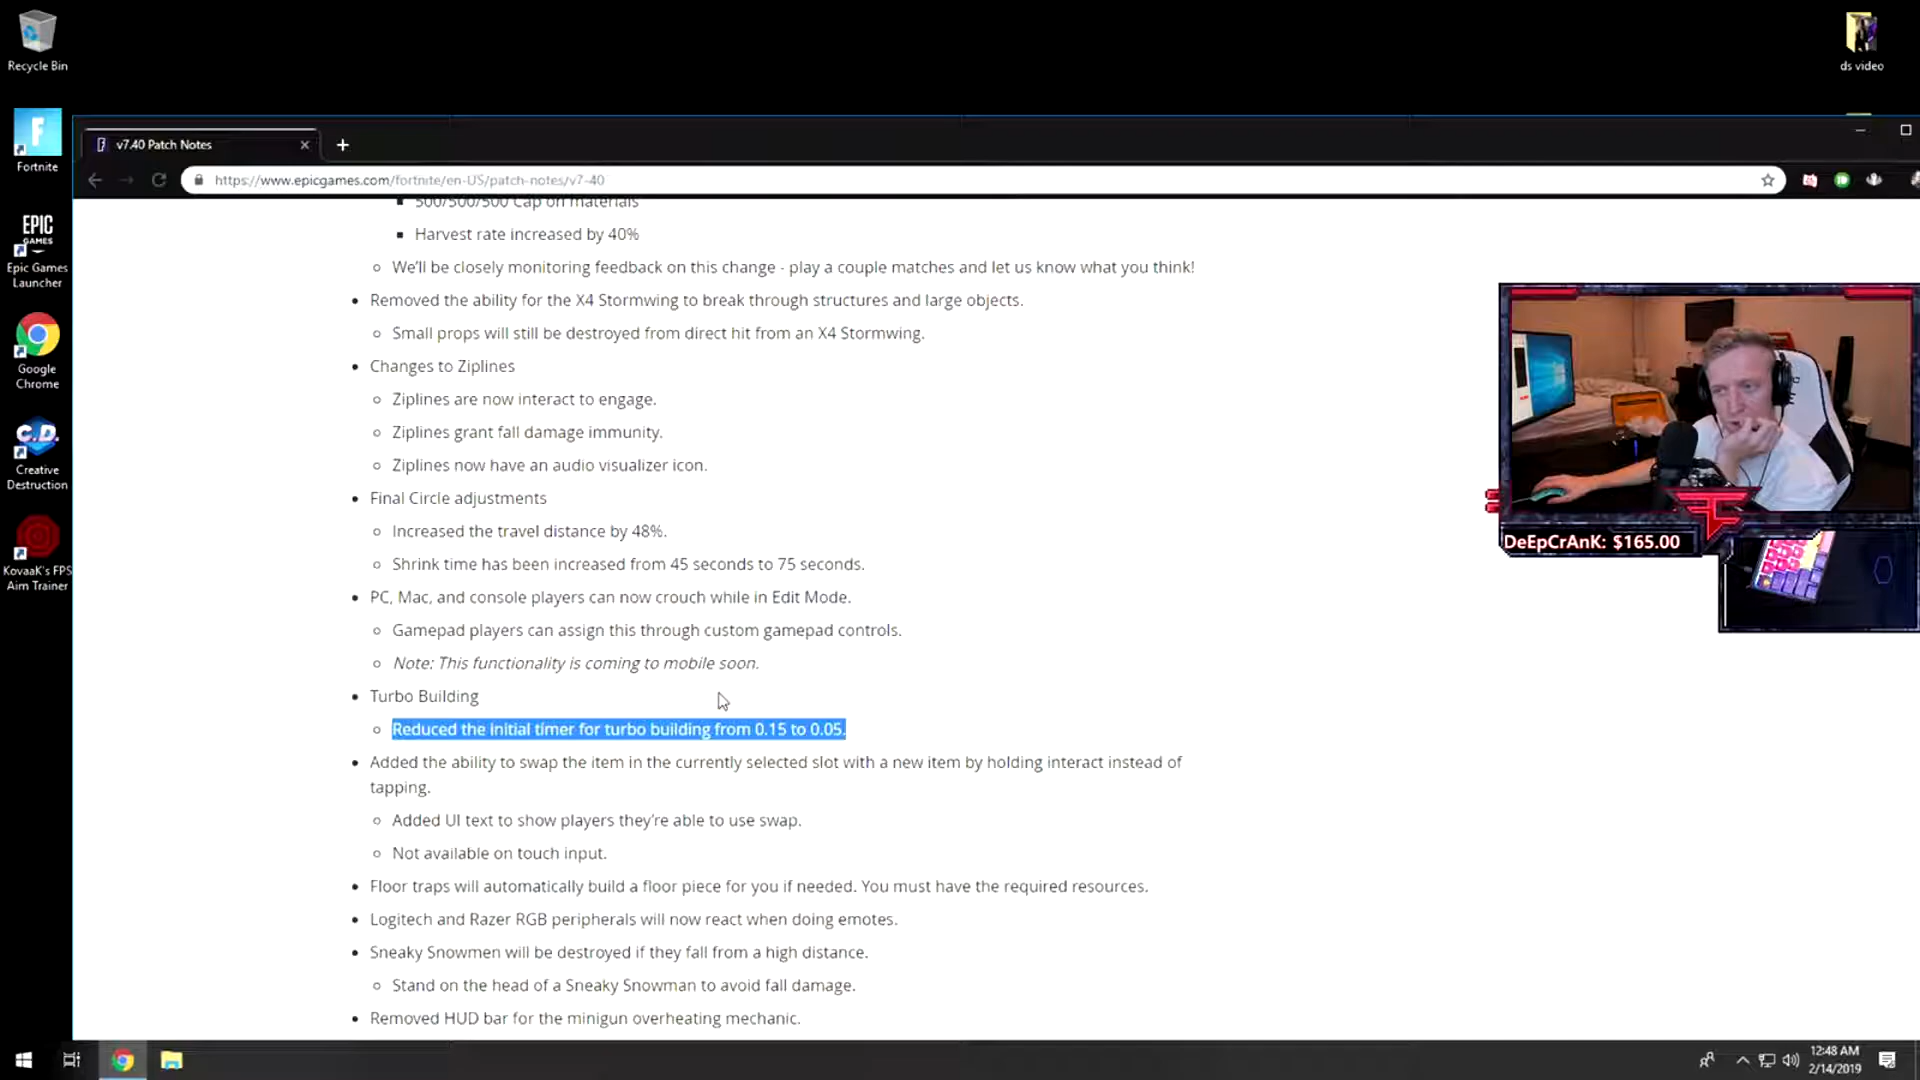 Recycle Bin
ds video
Fortnite
EPIC
GAMES
Epic Games
Launcher
Google
Chrome
C.D.
Creative
Destruction
KovaaK's FPS
Aim Trainer
v7.40 Patch Notes
https://www.epicgames.com/fortnite/en-US/patch-notes/v7-40
500/500/500 Cap on materials
Harvest rate increased by 40%
We'll be closely monitoring feedback on this change - play a couple matches and let us know what you think!
Removed the ability for the X4 Stormwing to break through structures and large objects.
Small props will still be destroyed from direct hit from an X4 Stormwing.
Changes to Ziplines
Ziplines are now interact to engage.
Ziplines grant fall damage immunity.
Ziplines now have an audio visualizer icon.
Final Circle adjustments
Increased the travel distance by 48%.
Shrink time has been increased from 45 seconds to 75 seconds.
PC, Mac, and console players can now crouch while in Edit Mode.
Gamepad players can assign this through custom gamepad controls.
Note: This functionality is coming to mobile soon.
Turbo Building
Reduced the initial timer for turbo building from 0.15 to 0.05.
Added the ability to swap the item in the currently selected slot with a new item by holding interact instead of
tapping.
Added UI text to show players they're able to use swap.
Not available on touch input.
Floor traps will automatically build a floor piece for you if needed. You must have the required resources.
Logitech and Razer RGB peripherals will now react when doing emotes.
Sneaky Snowmen will be destroyed if they fall from a high distance.
Stand on the head of a Sneaky Snowman to avoid fall damage.
Removed HUD bar for the minigun overheating mechanic.
DeEpCrAnK: $165.00
12:48 AM
2/14/2019